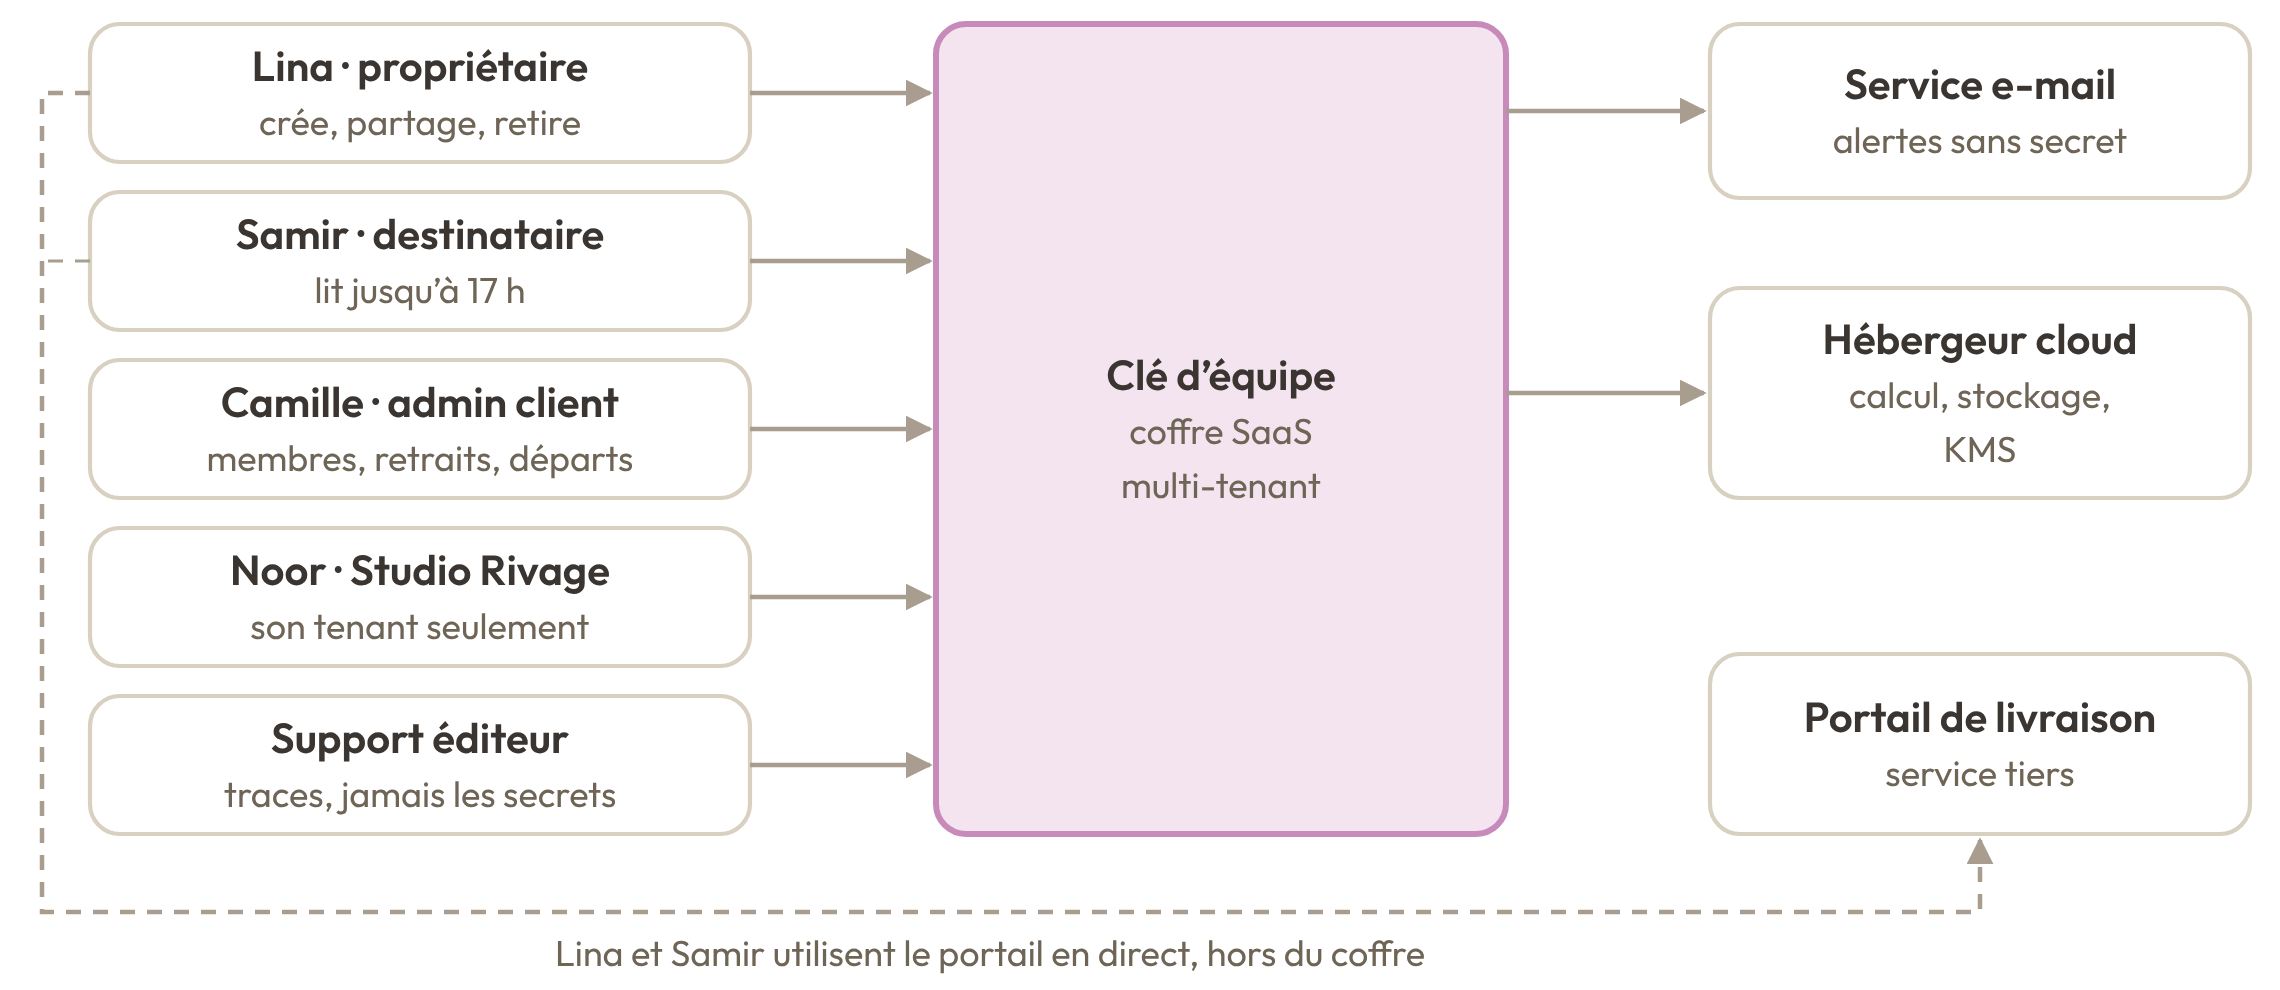 Lina · propriétaire
crée, partage, retire
Samir · destinataire
lit jusqu’à 17 h
Camille · admin client
membres, retraits, départs
Noor · Studio Rivage
son tenant seulement
Support éditeur
traces, jamais les secrets
Clé d’équipe
coffre SaaS
multi-tenant
Service e-mail
alertes sans secret
Hébergeur cloud
calcul, stockage,
KMS
Portail de livraison
service tiers
Lina et Samir utilisent le portail en direct, hors du coffre